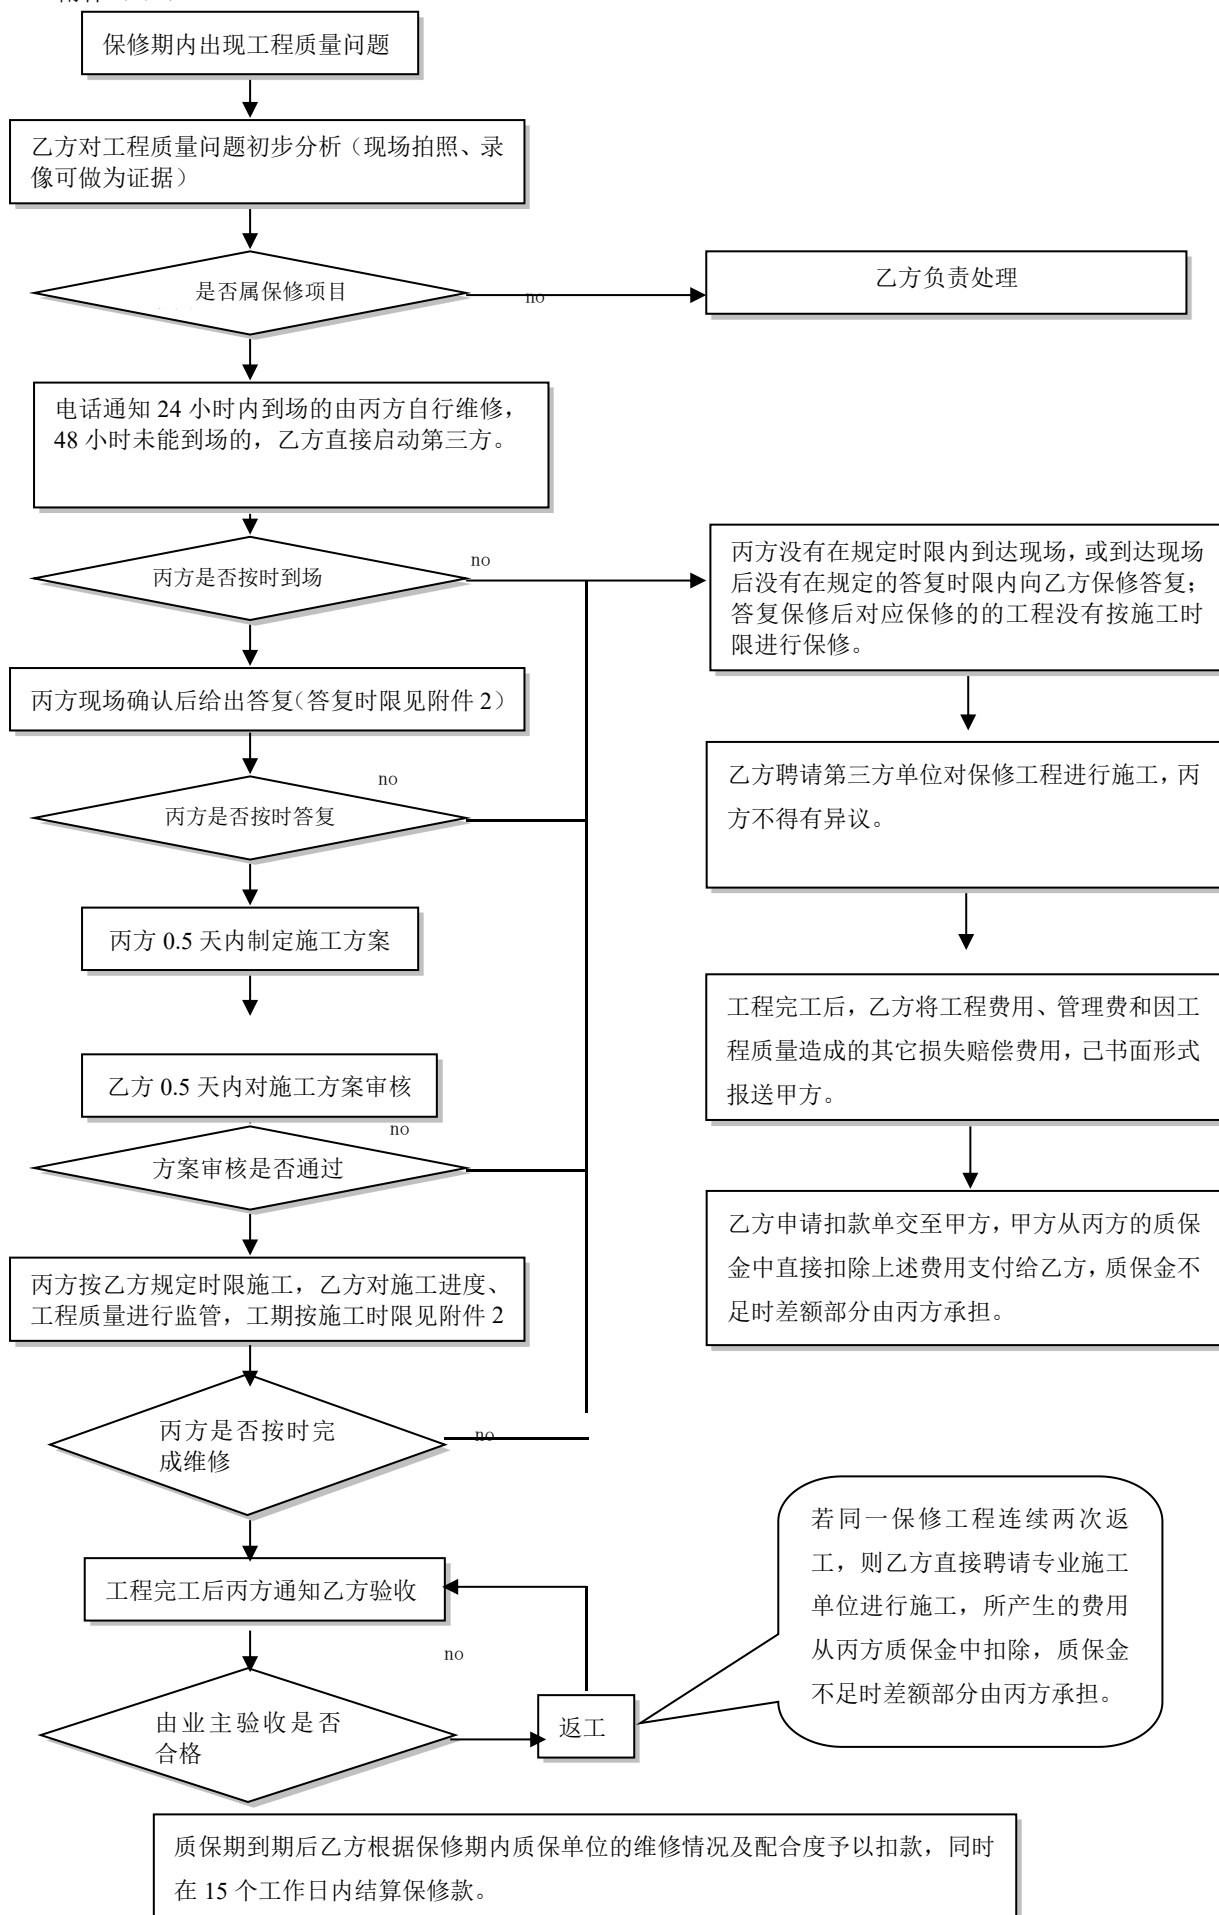 保修期内出现工程质量问题
乙方对工程质量问题初步分析（现场拍照、录
像可做为证据）
是否属保修项目
no
乙方负责处理
电话通知 24 小时内到场的由丙方自行维修，
48 小时未能到场的，乙方直接启动第三方。
丙方是否按时到场
no
丙方没有在规定时限内到达现场，或到达现场
后没有在规定的答复时限内向乙方保修答复；
答复保修后对应保修的的工程没有按施工时
限进行保修。
丙方现场确认后给出答复（答复时限见附件 2）
no
丙方是否按时答复
乙方聘请第三方单位对保修工程进行施工，丙
方不得有异议。
丙方 0.5 天内制定施工方案
工程完工后，乙方将工程费用、管理费和因工
程质量造成的其它损失赔偿费用，己书面形式
报送甲方。
乙方 0.5 天内对施工方案审核
no
方案审核是否通过
乙方申请扣款单交至甲方，甲方从丙方的质保
金中直接扣除上述费用支付给乙方，质保金不
足时差额部分由丙方承担。
丙方按乙方规定时限施工，乙方对施工进度、
工程质量进行监管，工期按施工时限见附件 2
丙方是否按时完
成维修
no
若同一保修工程连续两次返
工，则乙方直接聘请专业施工
单位进行施工，所产生的费用
从丙方质保金中扣除，质保金
不足时差额部分由丙方承担。
工程完工后丙方通知乙方验收
no
由业主验收是否
合格
返工
质保期到期后乙方根据保修期内质保单位的维修情况及配合度予以扣款，同时
在 15 个工作日内结算保修款。